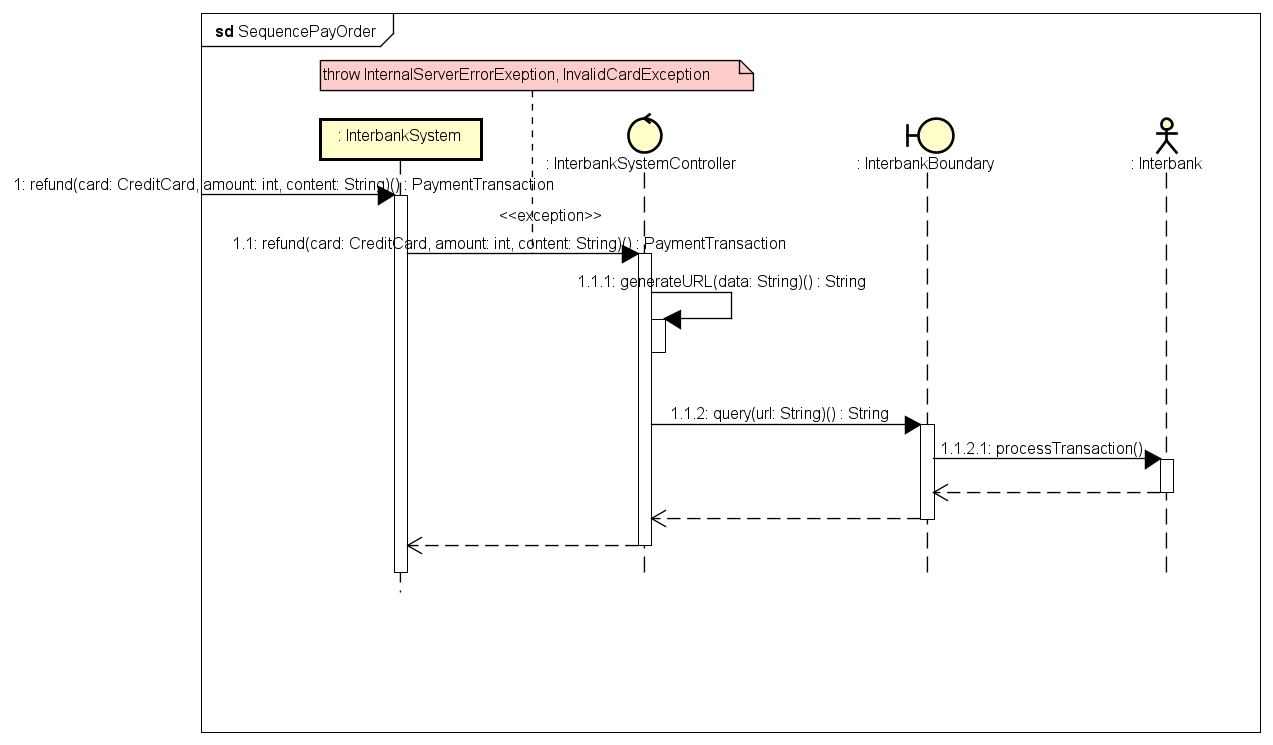 sd SequencePayOrder
throw InternalServerErrorExeption, InvalidCardException
: InterbankSystem
: InterbankSystemController
: InterbankBoundary
: Interbank
1: refund(card: CreditCard, amount: int, content: String)() : PaymentTransaction
<<exception>>
1.1: refund(card: CreditCard, amount: int, content: String)() : PaymentTransaction
1.1.1: generateURL(data: String)() : String
1.1.2: query(url: String)() : String
1.1.2.1: processTransaction()